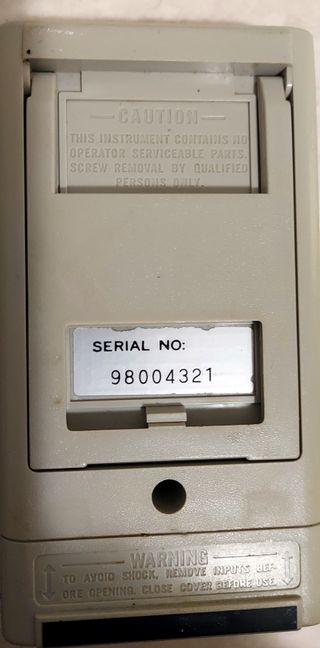 CAUTION
THIS INSTRUMENT CONTAINS NO
OPERATOR SERVICEABLE PARTS.
SCREW REMOVAL BY QUALIFIED
PERSONS ONLY.
SERIAL NO:
98004321
WARNING
TO AVOID SHOCK, REMOVE INPUTS BEF-
ORE OPENING. CLOSE COVER BEFORE USE.